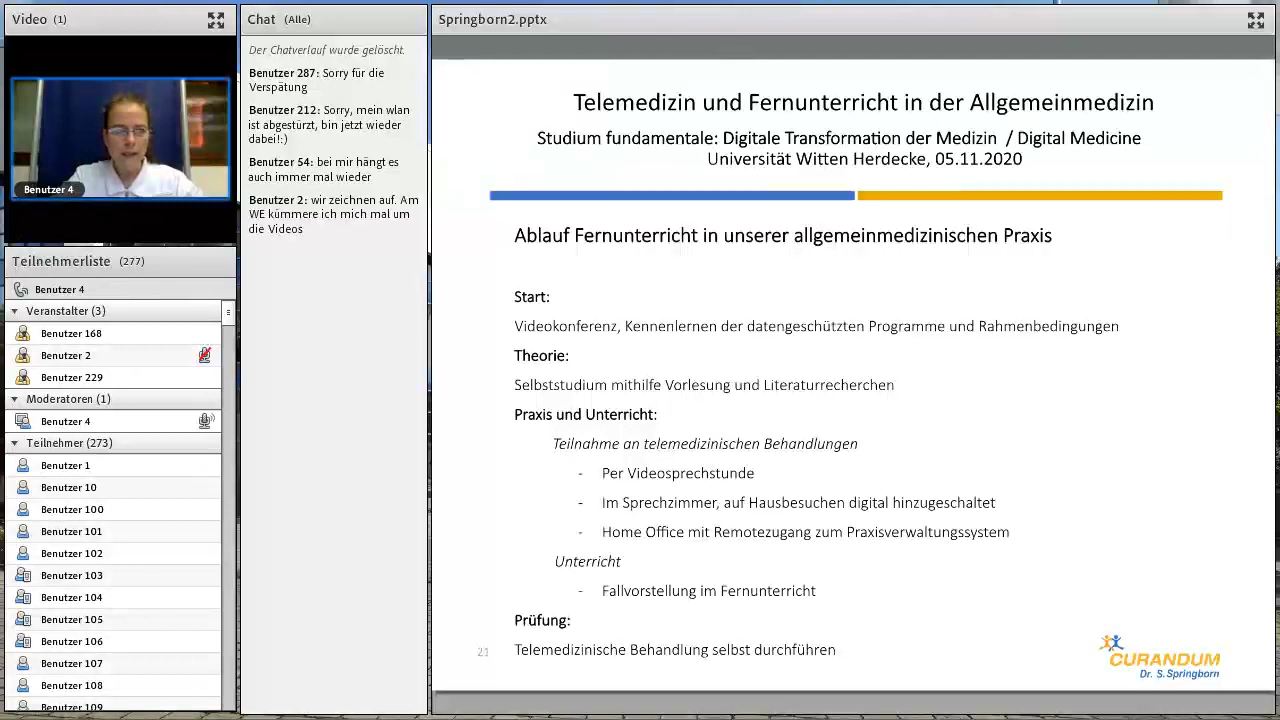 Video (1)
Benutzer 4
Teilnehmerliste (277)
Benutzer 4
Veranstalter (3)
Benutzer 168
Benutzer 2
Benutzer 229
Moderatoren (1)
Benutzer 4
Teilnehmer (273)
Benutzer 1
Benutzer 10
Benutzer 100
Benutzer 101
Benutzer 102
Benutzer 103
Benutzer 104
Benutzer 105
Benutzer 106
Benutzer 107
Benutzer 108
Benutzer 109
Chat (Alle)
Der Chatverlauf wurde gelöscht.
Benutzer 287: Sorry für die
Verspätung
Benutzer 212: Sorry, mein wlan
ist abgestürzt, bin jetzt wieder
dabei!:)
Benutzer 54: bei mir hängt es
auch immer mal wieder
Benutzer 2: wir zeichnen auf. Am
WE kümmere ich mich mal um
die Videos
Springborn2.pptx
Telemedizin und Fernunterricht in der Allgemeinmedizin
Studium fundamentale: Digitale Transformation der Medizin / Digital Medicine
Universität Witten Herdecke, 05.11.2020
Ablauf Fernunterricht in unserer allgemeinmedizinischen Praxis
Start:
Videokonferenz, Kennenlernen der datengeschützten Programme und Rahmenbedingungen
Theorie:
Selbststudium mithilfe Vorlesung und Literaturrecherchen
Praxis und Unterricht:
Teilnahme an telemedizinischen Behandlungen
- Per Videosprechstunde
- Im Sprechzimmer, auf Hausbesuchen digital hinzugeschaltet
- Home Office mit Remotezugang zum Praxisverwaltungssystem
Unterricht
- Fallvorstellung im Fernunterricht
Prüfung:
Telemedizinische Behandlung selbst durchführen
21
CURANDUM
Dr. S.Springborn